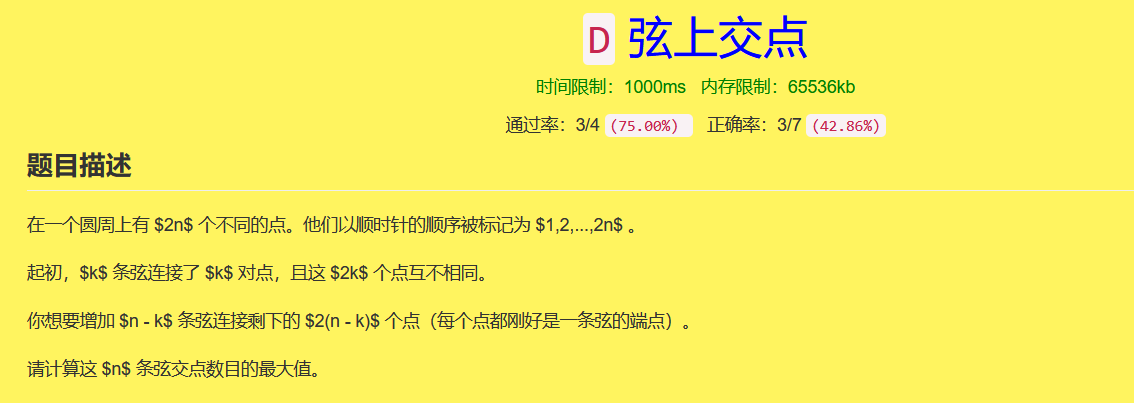 D 弦上交点
时间限制：1000ms 内存限制：65536kb
通过率：3/4 (75.00%) 正确率：3/7 (42.86%)
题目描述
在一个圆周上有 $2n$ 个不同的点。他们以顺时针的顺序被标记为 $1,2,...,2n$ 。
起初，$k$ 条弦连接了 $k$ 对点，且这 $2k$ 个点互不相同。
你想要增加 $n - k$ 条弦连接剩下的 $2(n - k)$ 个点（每个点都刚好是一条弦的端点）。
请计算这 $n$ 条弦交点数目的最大值。